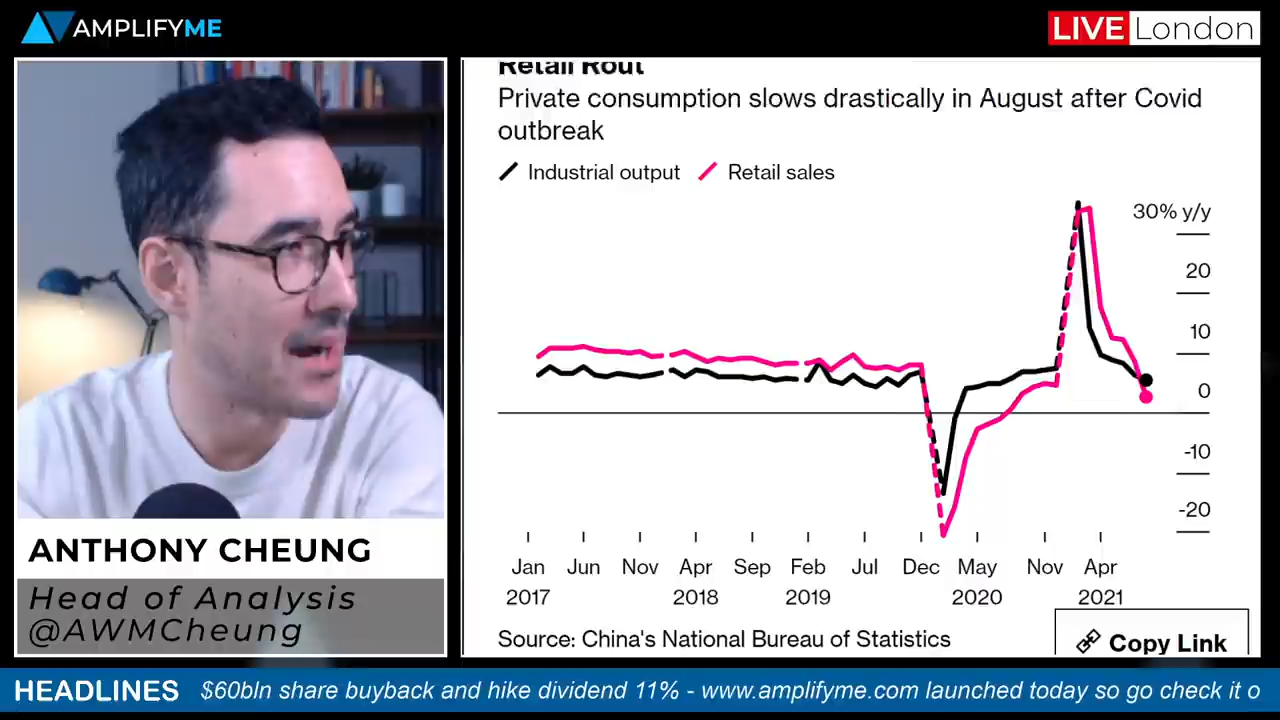 AMPLIFYME
LIVE London
Retail Rout
Private consumption slows drastically in August after Covid
outbreak
Industrial output Retail sales
30% y/y
20
10
0
-10
-20
Jan Jun Nov Apr Sep Feb Jul Dec May Nov Apr
2017 2018 2019 2020 2021
Source: China's National Bureau of Statistics
Copy Link
ANTHONY CHEUNG
Head of Analysis
@AWMCheung
HEADLINES $60bln share buyback and hike dividend 11% - www.amplifyme.com launched today so go check it o